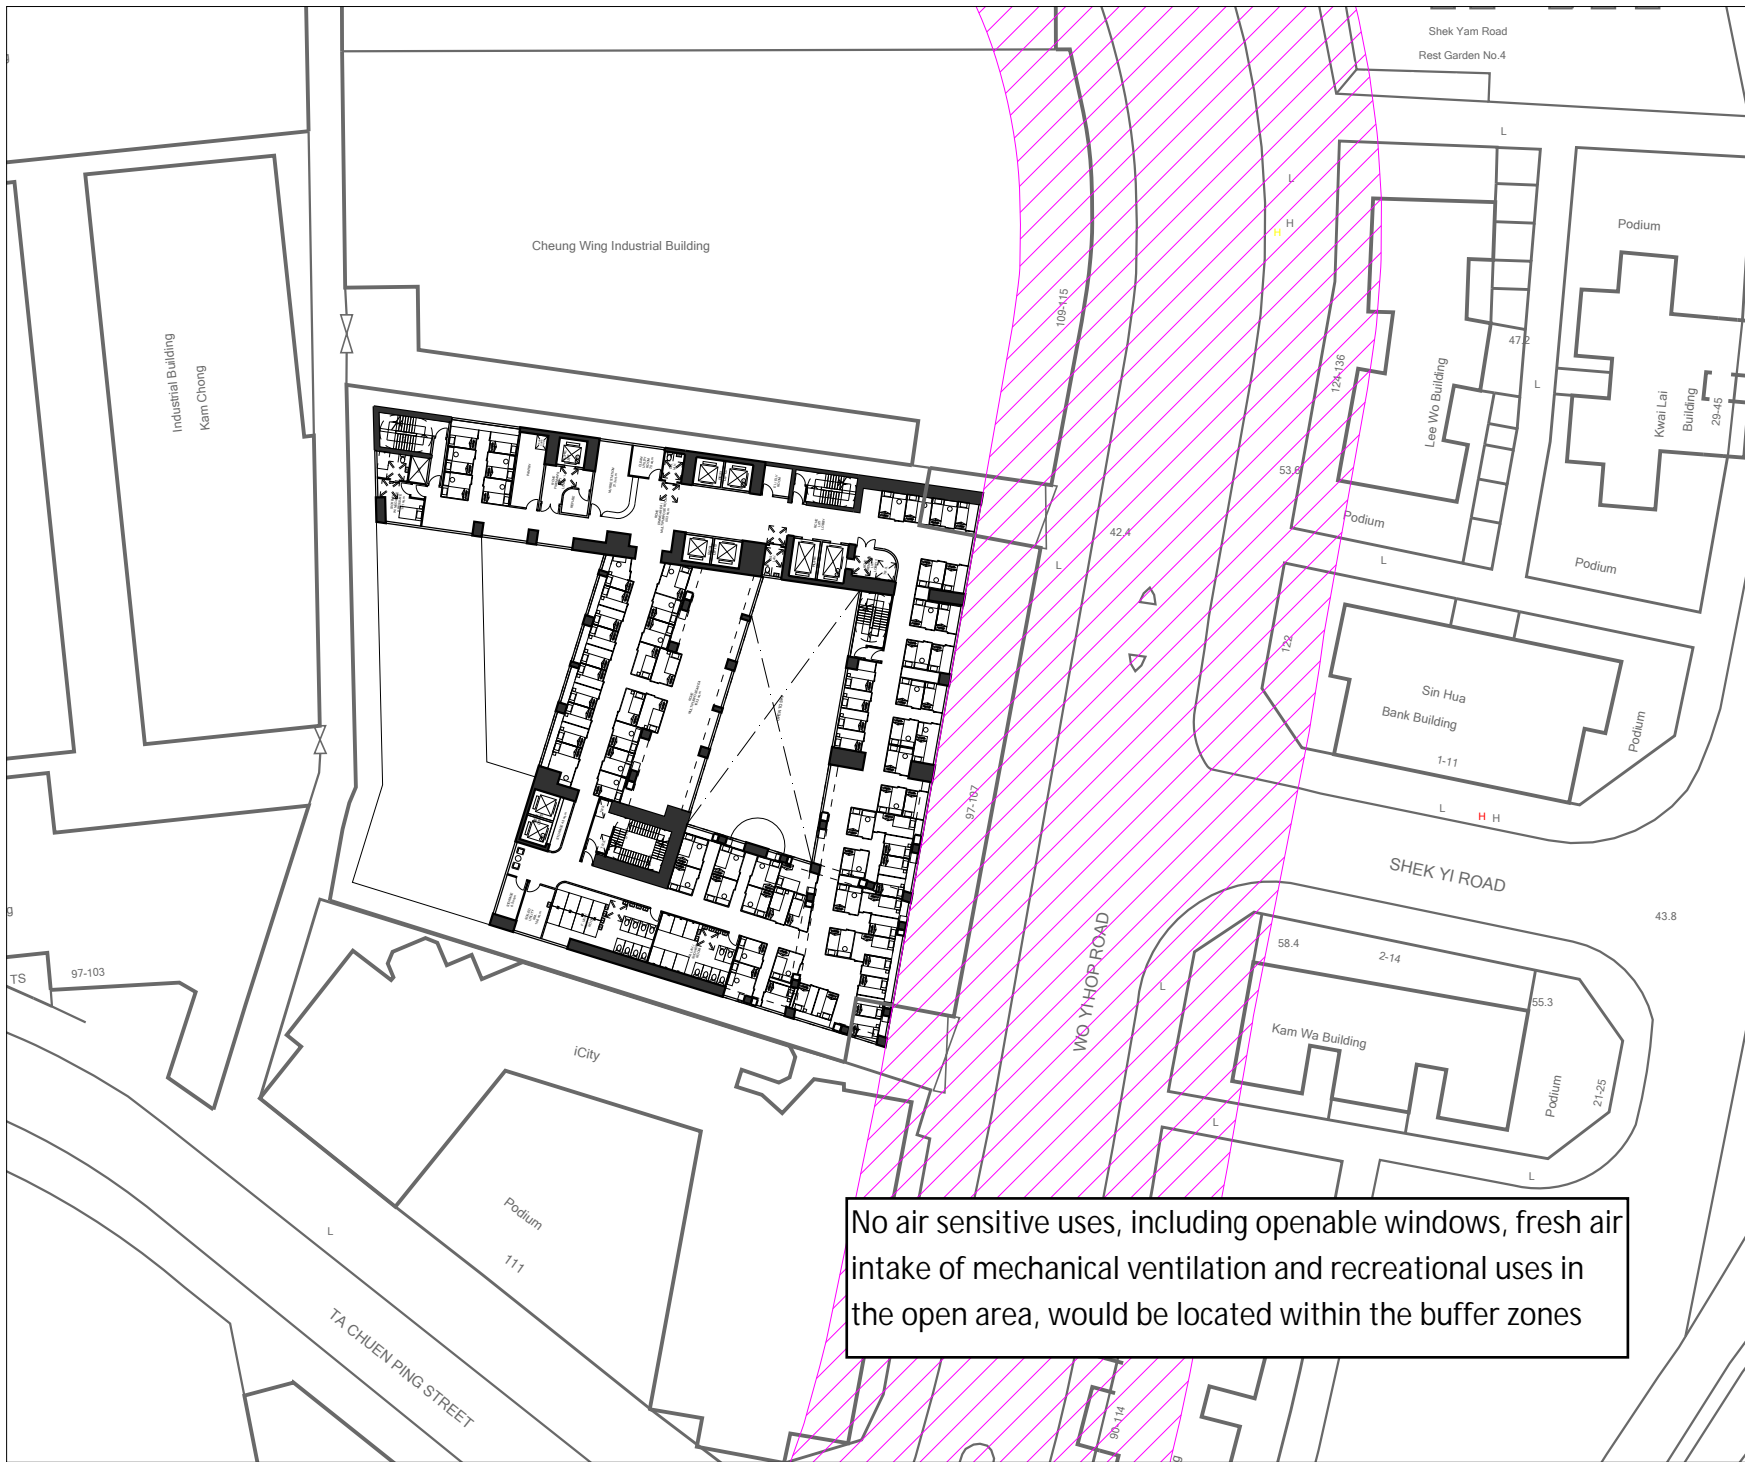 Shek Yam Road
Rest Garden No.4
L
L
H
H
Podium
Cheung Wing Industrial Building
109-115
Industrial Building
Kam Chong
47.2
124-136
Lee Wo Building
L
Kwai Lai
Building
29-45
53.6
Podium
42.4
L
L
Podium
122
Sin Hua
Bank Building
1-11
Podium
97-107
L
H H
SHEK YI ROAD
43.8
WO YI HOP ROAD
58.4
2-14
55.3
TS
97-103
L
Kam Wa Building
iCity
Podium
21-25
L
L
Podium
111
L
No air sensitive uses, including openable windows, fresh air
intake of mechanical ventilation and recreational uses in
the open area, would be located within the buffer zones
TA CHUEN PING STREET
90-114